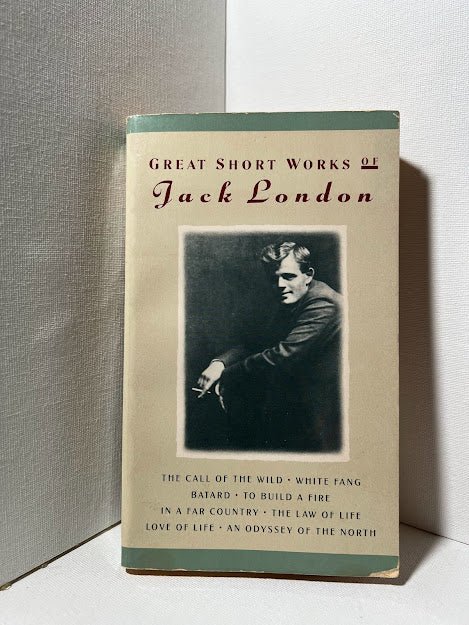 GREAT SHORT WORKS OF
Jack London
THE CALL OF THE WILD • WHITE FANG
BATARD • TO BUILD A FIRE
IN A FAR COUNTRY • THE LAW OF LIFE
LOVE OF LIFE • AN ODYSSEY OF THE NORTH